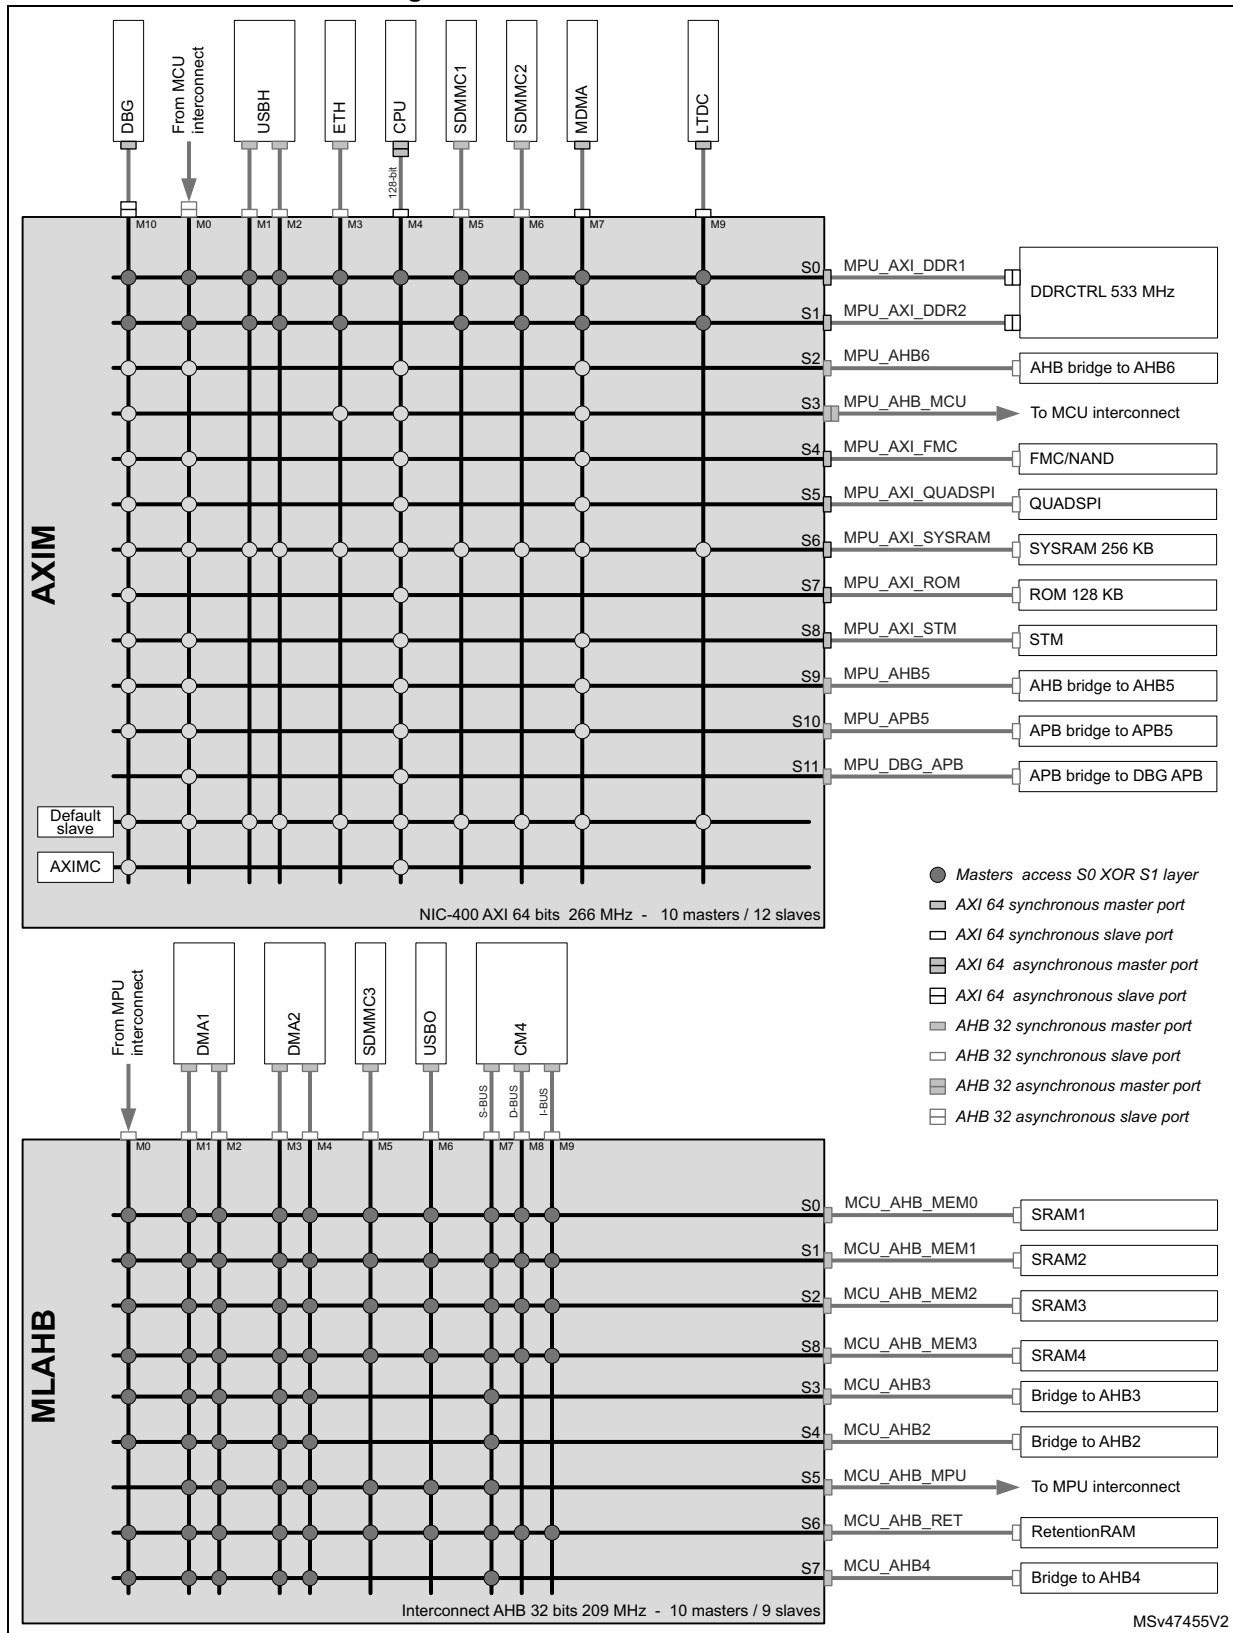 DBG
From MCU
interconnect
USBH
ETH
CPU
SDMMC1
SDMMC2
MDMA
LTDC
128-bit
M10
M0
M1
M2
M3
M4
M5
M6
M7
M9
AXIM
S0
MPU_AXI_DDR1
DDRCTRL 533 MHz
S1
MPU_AXI_DDR2
S2
MPU_AHB6
AHB bridge to AHB6
S3
MPU_AHB_MCU
To MCU interconnect
S4
MPU_AXI_FMC
FMC/NAND
S5
MPU_AXI_QUADSPI
QUADSPI
S6
MPU_AXI_SYSRAM
SYSRAM 256 KB
S7
MPU_AXI_ROM
ROM 128 KB
S8
MPU_AXI_STM
STM
S9
MPU_AHB5
AHB bridge to AHB5
S10
MPU_APB5
APB bridge to APB5
S11
MPU_DBG_APB
APB bridge to DBG APB
Default
slave
AXIMC
NIC-400 AXI 64 bits 266 MHz - 10 masters / 12 slaves
Masters access S0 XOR S1 layer
AXI 64 synchronous master port
AXI 64 synchronous slave port
AXI 64 asynchronous master port
AXI 64 asynchronous slave port
AHB 32 synchronous master port
AHB 32 synchronous slave port
AHB 32 asynchronous master port
AHB 32 asynchronous slave port
From MPU
interconnect
DMA1
DMA2
SDMMC3
USBO
CM4
S-BUS
D-BUS
I-BUS
M0
M1
M2
M3
M4
M5
M6
M7
M8
M9
MLAHB
S0
MCU_AHB_MEM0
SRAM1
S1
MCU_AHB_MEM1
SRAM2
S2
MCU_AHB_MEM2
SRAM3
S8
MCU_AHB_MEM3
SRAM4
S3
MCU_AHB3
Bridge to AHB3
S4
MCU_AHB2
Bridge to AHB2
S5
MCU_AHB_MPU
To MPU interconnect
S6
MCU_AHB_RET
RetentionRAM
S7
MCU_AHB4
Bridge to AHB4
Interconnect AHB 32 bits 209 MHz - 10 masters / 9 slaves
MSv47455V2